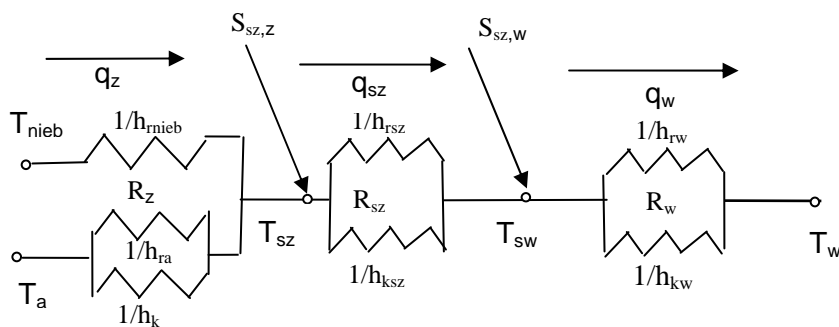 S_sz,z
S_sz,w
q_z
q_sz
q_w
T_nieb
1/h_rnieb
1/h_rsz
1/h_rw
R_z
R_sz
R_w
1/h_ra
T_sz
T_sw
T_w
1/h_ksz
1/h_kw
T_a
1/h_k